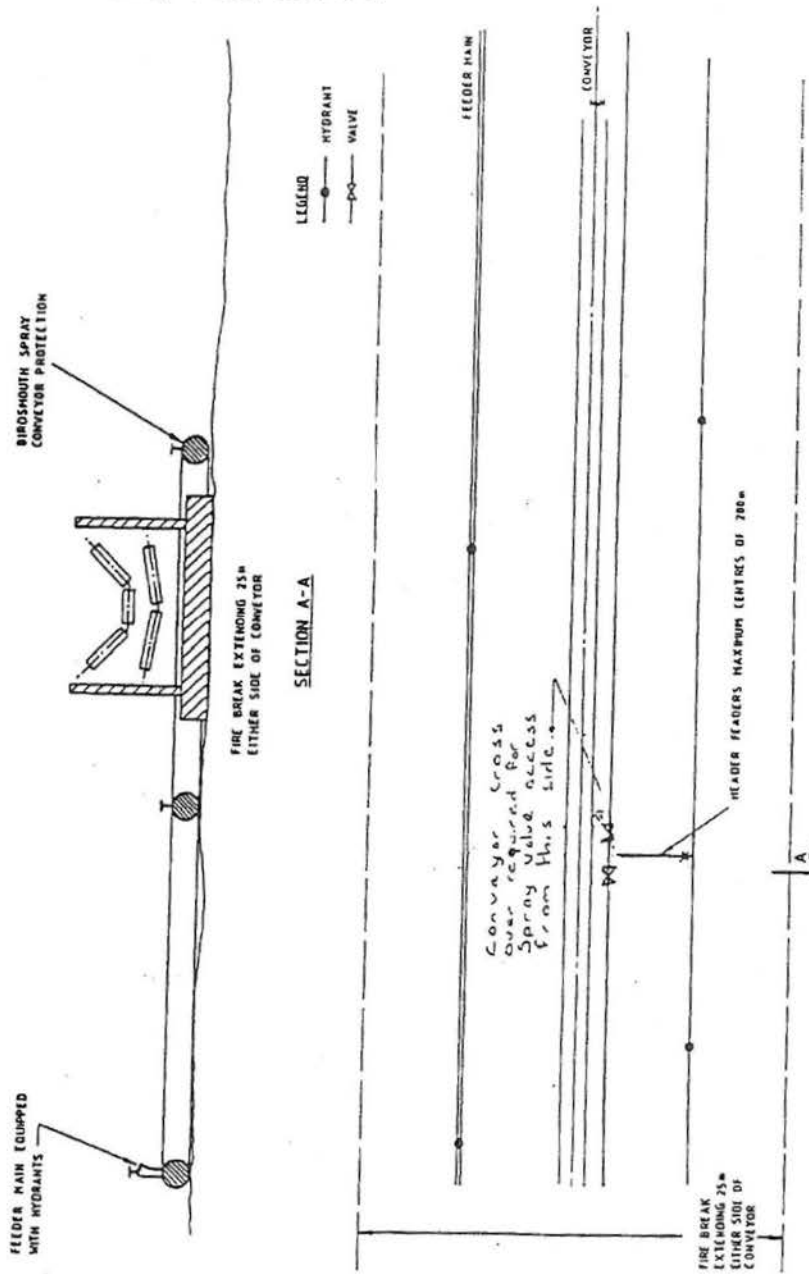 BIRDSMOUTH SPRAY
CONVEYOR PROTECTION
FEEDER MAIN EQUIPPED
WITH HYDRANTS
FIRE BREAK EXTENDING 25m
EITHER SIDE OF CONVEYOR
SECTION A-A
LEGEND
HYDRANT
VALVE
FEEDER MAIN
CONVEYOR
Convayor Cross
over required for
Spray Valve access
from this side.
HEADER FEADERS MAXIMUM CENTRES OF 200m
A
FIRE BREAK
EXTENDING 25m
EITHER SIDE OF
CONVEYOR